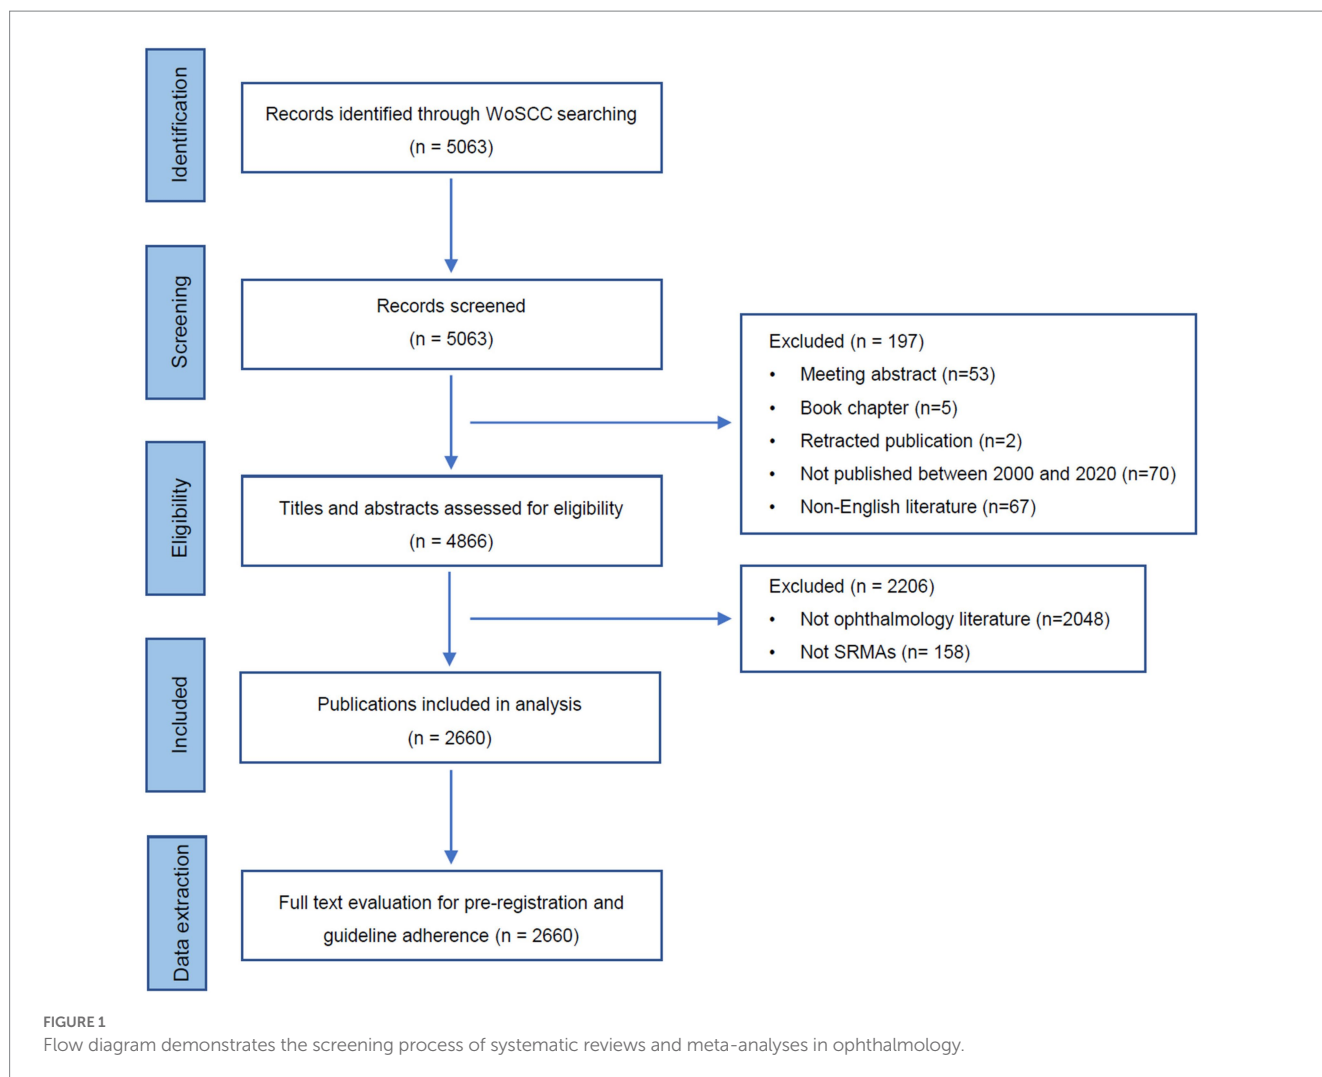 Identification
Records identified through WoSCC searching
(n = 5063)
Screening
Records screened
(n = 5063)
Excluded (n = 197)
• Meeting abstract (n=53)
• Book chapter (n=5)
• Retracted publication (n=2)
• Not published between 2000 and 2020 (n=70)
• Non-English literature (n=67)
Eligibility
Titles and abstracts assessed for eligibility
(n = 4866)
Excluded (n = 2206)
• Not ophthalmology literature (n=2048)
• Not SRMAs (n= 158)
Included
Publications included in analysis
(n = 2660)
Data extraction
Full text evaluation for pre-registration and
guideline adherence (n = 2660)
FIGURE 1
Flow diagram demonstrates the screening process of systematic reviews and meta-analyses in ophthalmology.